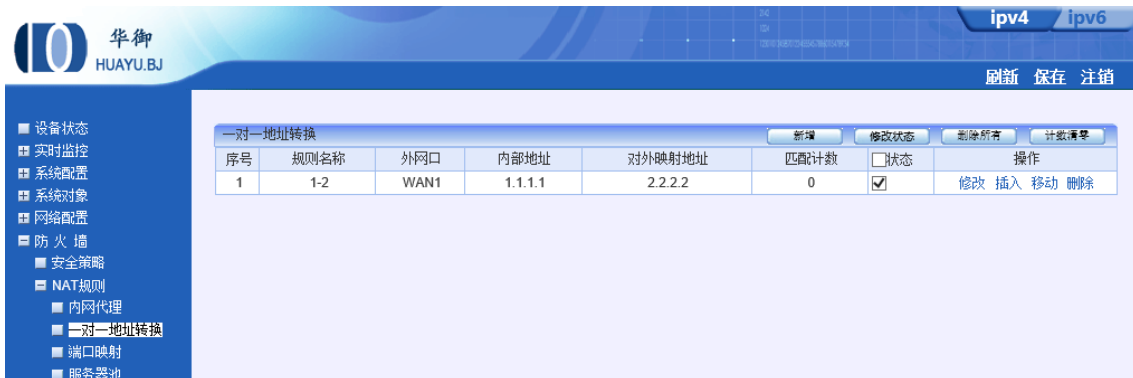 ipv4 ipv6
华御
HUAYU.BJ
刷新 保存 注销
设备状态
实时监控
系统配置
系统对象
网络配置
防 火 墙
安全策略
NAT规则
内网代理
一对一地址转换
端口映射
服务器池
一对一地址转换 新增 修改状态 删除所有 计数清零
序号 规则名称 外网口 内部地址 对外映射地址 匹配计数 状态 操作
1 1-2 WAN1 1.1.1.1 2.2.2.2 0 修改 插入 移动 删除